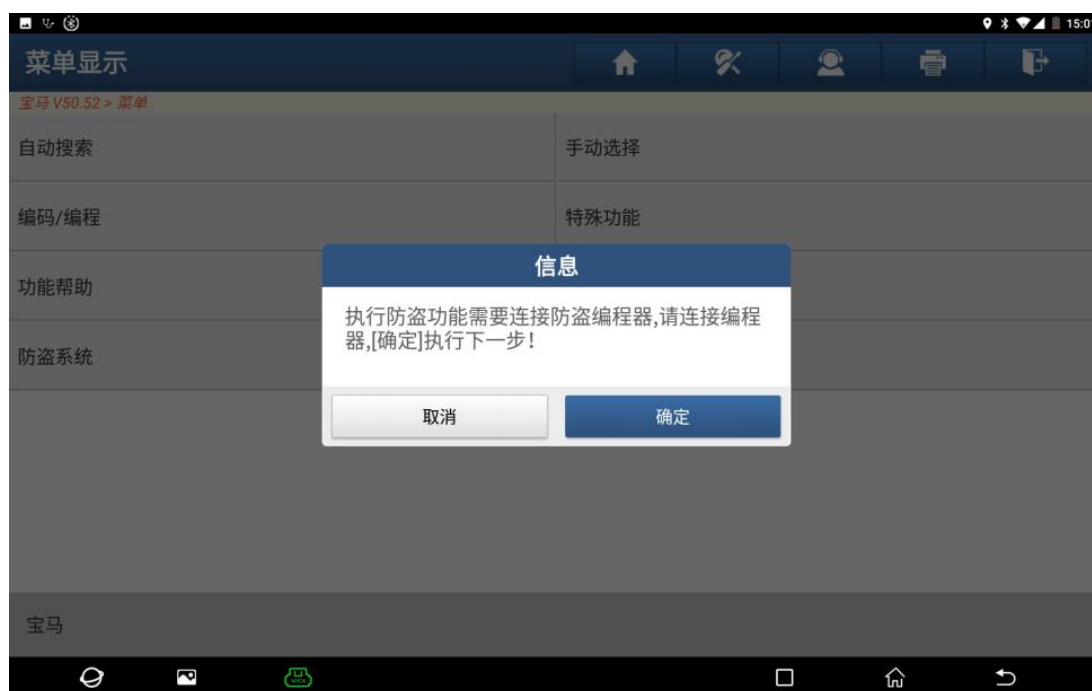 15:0
菜单显示
宝马 V50.52 > 菜单
自动搜索
手动选择
编码/编程
特殊功能
功能帮助
防盗系统
信息
执行防盗功能需要连接防盗编程
器,请连接编程器,[确定]执行下一步!
取消
确定
宝马
VCI